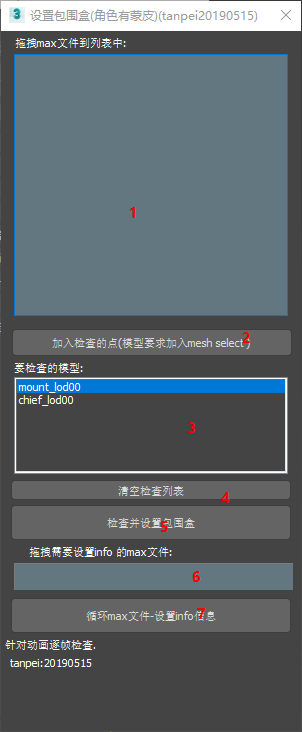 设置包围盒(角色有蒙皮)(tanpei20190515)
拖拽max文件到列表中:
1
加入检查的点(模型要求加入mesh select )
2
要检查的模型:
mount_lod00
chief_lod00
3
清空检查列表
4
检查并设置包围盒
5
拖拽需要设置info 的max文件:
6
循环max文件-设置info信息
7
针对动画逐帧检查.
tanpei:20190515